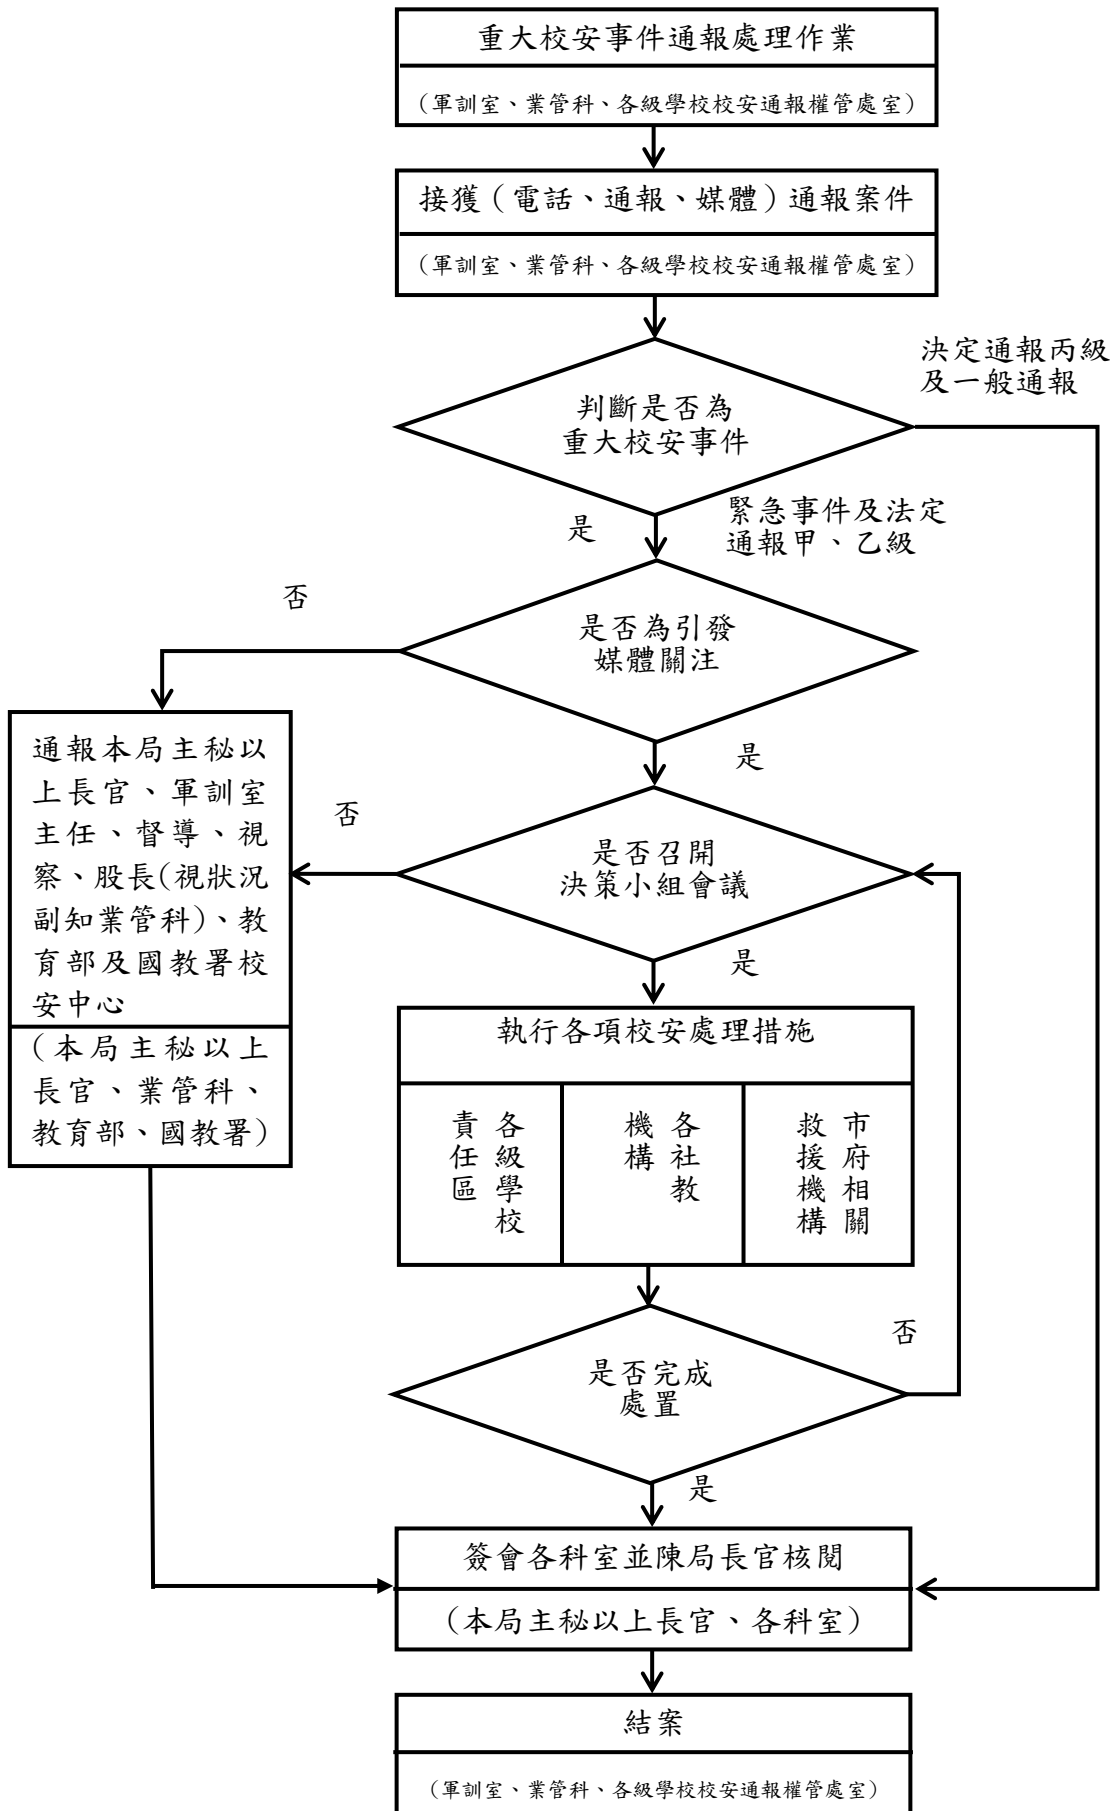 重大校安事件通報處理作業
（軍訓室、業管科、各級學校校安通報權管處室）
接獲（電話、通報、媒體）通報案件
（軍訓室、業管科、各級學校校安通報權管處室）
決定通報丙級
及一般通報
判斷是否為
重大校安事件
是
緊急事件及法定
通報甲、乙級
否
是否為引發
媒體關注
是
通報本局主秘以
上長官、軍訓室
主任、督導、視
察、股長(視狀況
副知業管科)、教
育部及國教署校
安中心
（本局主秘以上
長官、業管科、
教育部、國教署）
否
是否召開
決策小組會議
是
執行各項校安處理措施
各級學校
責任區
各社教
機構
市府相關
救援機構
否
是否完成
處置
是
簽會各科室並陳局長官核閱
（本局主秘以上長官、各科室）
結案
（軍訓室、業管科、各級學校校安通報權管處室）